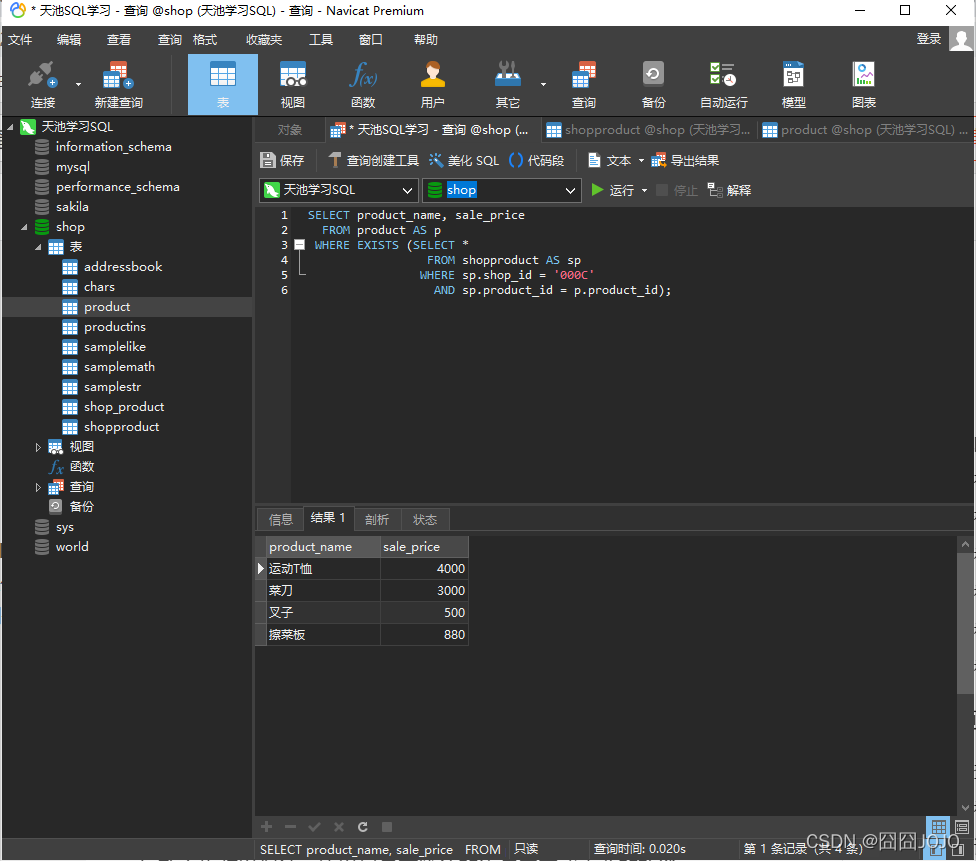 * 天池SQL学习 - 查询 @shop (天池学习SQL) - 查询 - Navicat Premium
文件 编辑 查看 查询 格式 收藏夹 工具 窗口 帮助 登录
连接 新建查询 表 视图 函数 用户 其它 查询 备份 自动运行 模型 图表
天池学习SQL
information_schema
mysql
performance_schema
sakila
shop
表
addressbook
chars
product
productins
samplelike
samplemath
samplestr
shop_product
shopproduct
视图
函数
查询
备份
sys
world
对象 * 天池SQL学习 - 查询 @shop (... shopproduct @shop (天池学习... product @shop (天池学习SQL) ...
保存 查询创建工具 美化 SQL () 代码段 文本 导出结果
天池学习SQL shop 运行 停止 解释
1 SELECT product_name, sale_price
2 FROM product AS p
3 WHERE EXISTS (SELECT *
4 FROM shopproduct AS sp
5 WHERE sp.shop_id = '000C'
6 AND sp.product_id = p.product_id);
信息 结果 1 剖析 状态
product_name sale_price
运动T恤 4000
菜刀 3000
叉子 500
擦菜板 880
SELECT product_name, sale_price FROM 只读 查询时间: 0.020s 第 1 条记录 (共 4 条)
CSDN @囧囧JOJO